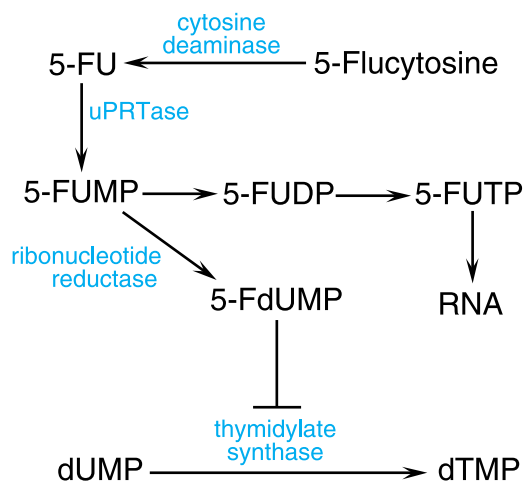 cytosine
deaminase
5-FU
5-Flucytosine
uPRTase
5-FUMP
5-FUDP
5-FUTP
ribonucleotide
reductase
5-FdUMP
RNA
thymidylate
synthase
dUMP
dTMP